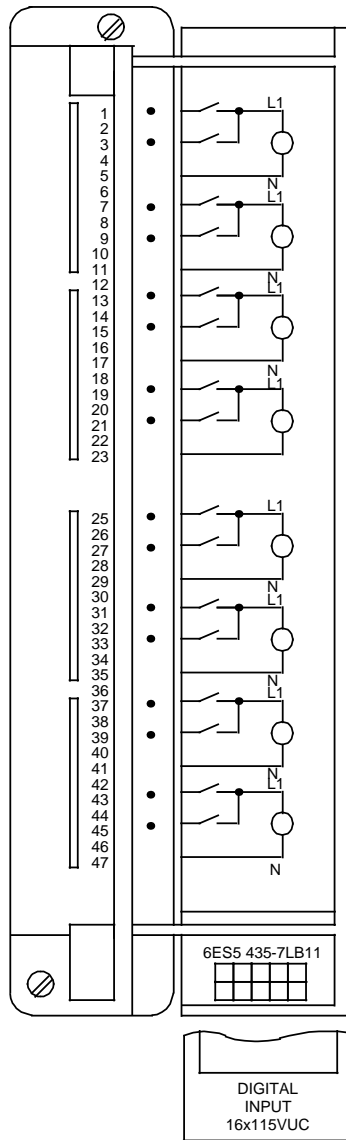 1
2
3
4
5
6
7
8
9
10
11
12
13
14
15
16
17
18
19
20
21
22
23
25
26
27
28
29
30
31
32
33
34
35
36
37
38
39
40
41
42
43
44
45
46
47
L1
N
L1
N
L1
N
L1
L1
N
L1
N
L1
N
L1
N
6ES5 435-7LB11
DIGITAL
INPUT
16x115VUC